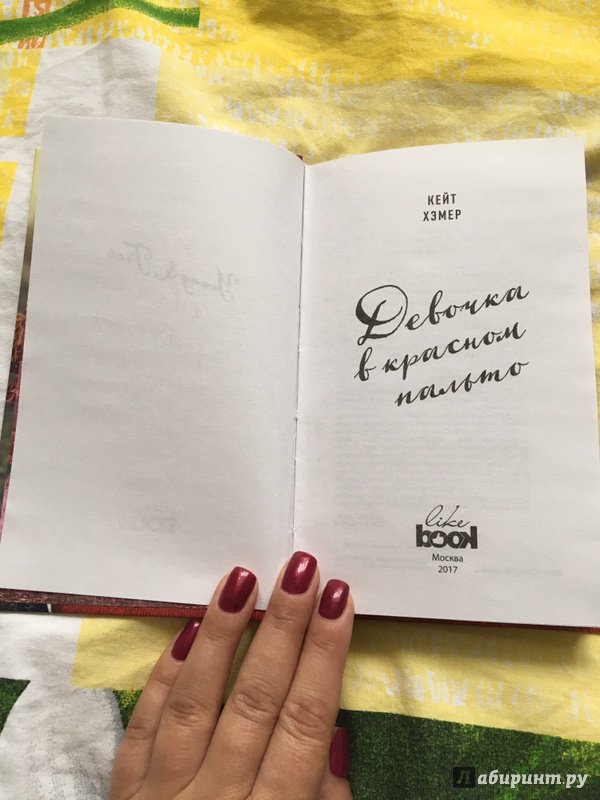 КЕЙТ
ХЭМЕР
Девочка
в красном
пальто
like
book
Москва
2017
Лабиринт.ру